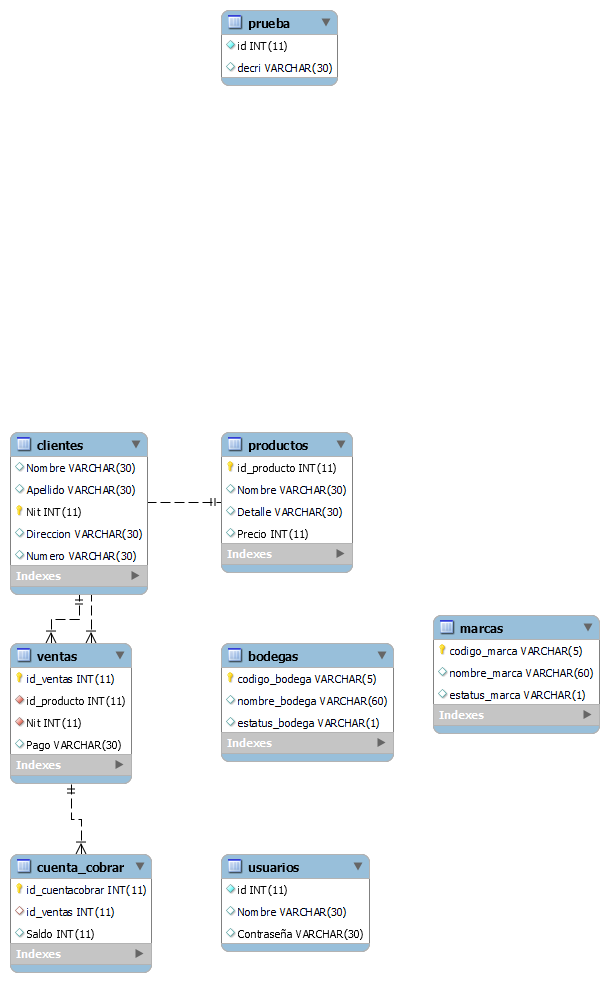 prueba
id INT(11)
decri VARCHAR(30)
clientes
Nombre VARCHAR(30)
Apellido VARCHAR(30)
Nit INT(11)
Direccion VARCHAR(30)
Numero VARCHAR(30)
Indexes
productos
id_producto INT(11)
Nombre VARCHAR(30)
Detalle VARCHAR(30)
Precio INT(11)
Indexes
ventas
id_ventas INT(11)
id_producto INT(11)
Nit INT(11)
Pago VARCHAR(30)
Indexes
bodegas
codigo_bodega VARCHAR(5)
nombre_bodega VARCHAR(60)
estatus_bodega VARCHAR(1)
Indexes
marcas
codigo_marca VARCHAR(5)
nombre_marca VARCHAR(60)
estatus_marca VARCHAR(1)
Indexes
cuenta_cobrar
id_cuentacobrar INT(11)
id_ventas INT(11)
Saldo INT(11)
Indexes
usuarios
id INT(11)
Nombre VARCHAR(30)
Contraseña VARCHAR(30)